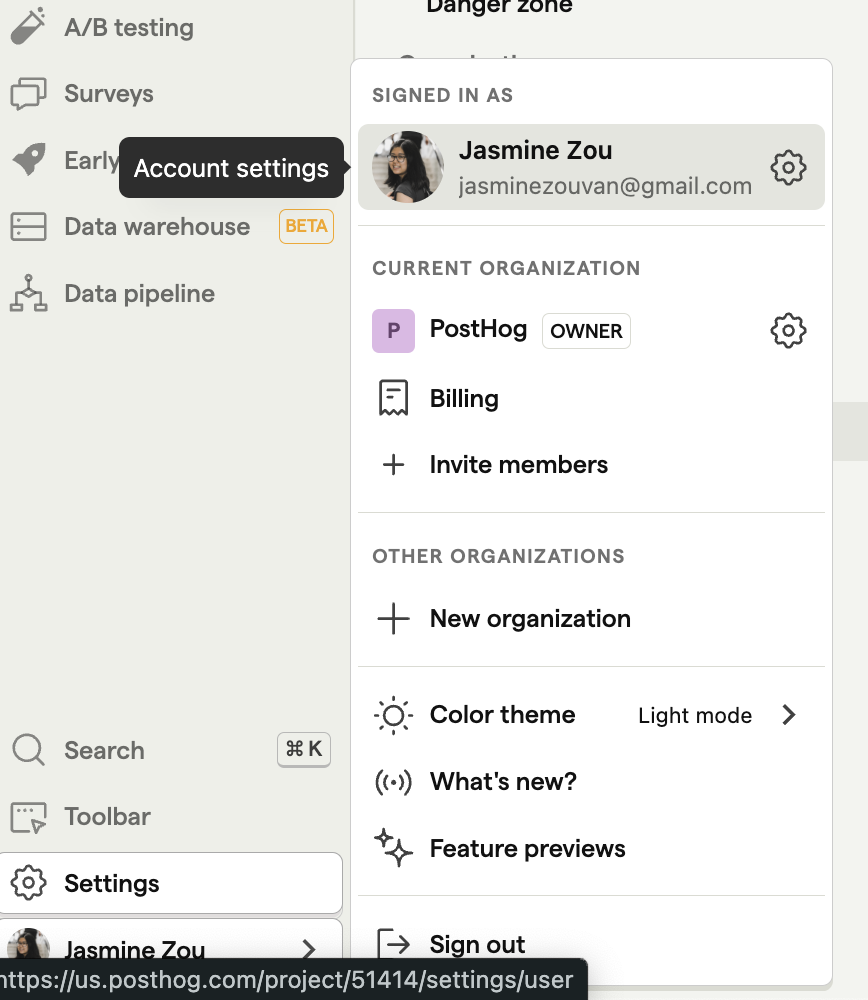 Danger zone
A/B testing
Surveys
SIGNED IN AS
Early
Account settings
Jasmine Zou
jasminezouvan@gmail.com
Data warehouse
BETA
Data pipeline
CURRENT ORGANIZATION
P
PostHog
OWNER
Billing
Invite members
OTHER ORGANIZATIONS
New organization
Color theme
Light mode
What's new?
Feature previews
Sign out
Search
⌘ K
Toolbar
Settings
Jasmine Zou
https://us.posthog.com/project/51414/settings/user